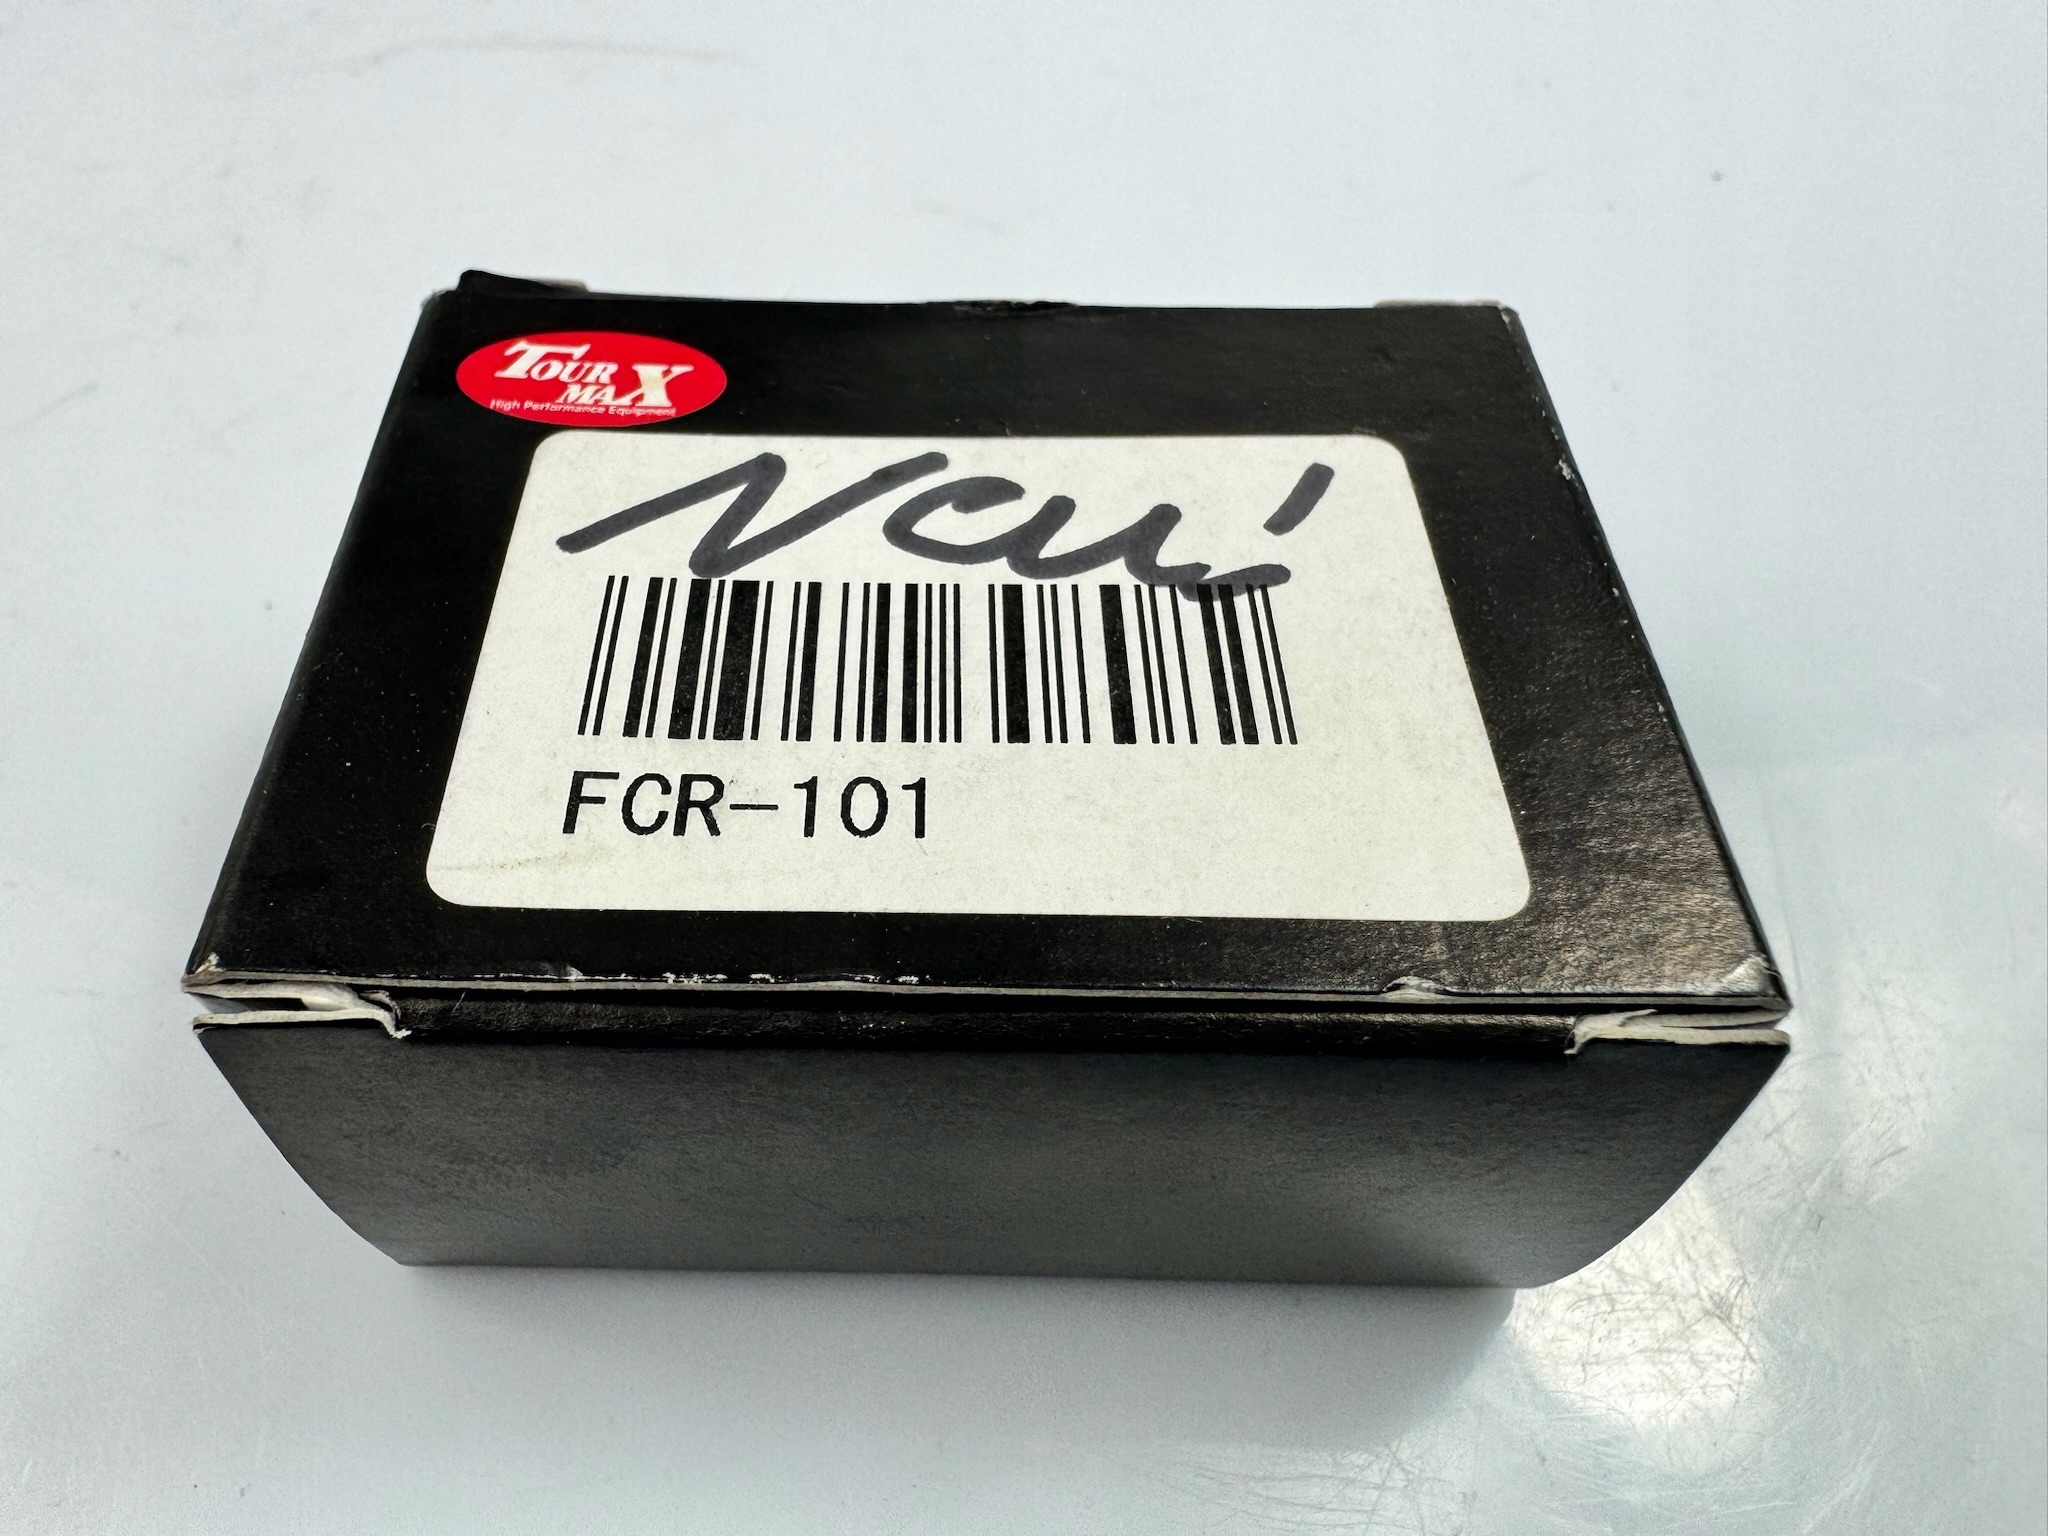 TOUR
MAX
High Performance Equipment
Neu!
FCR-101